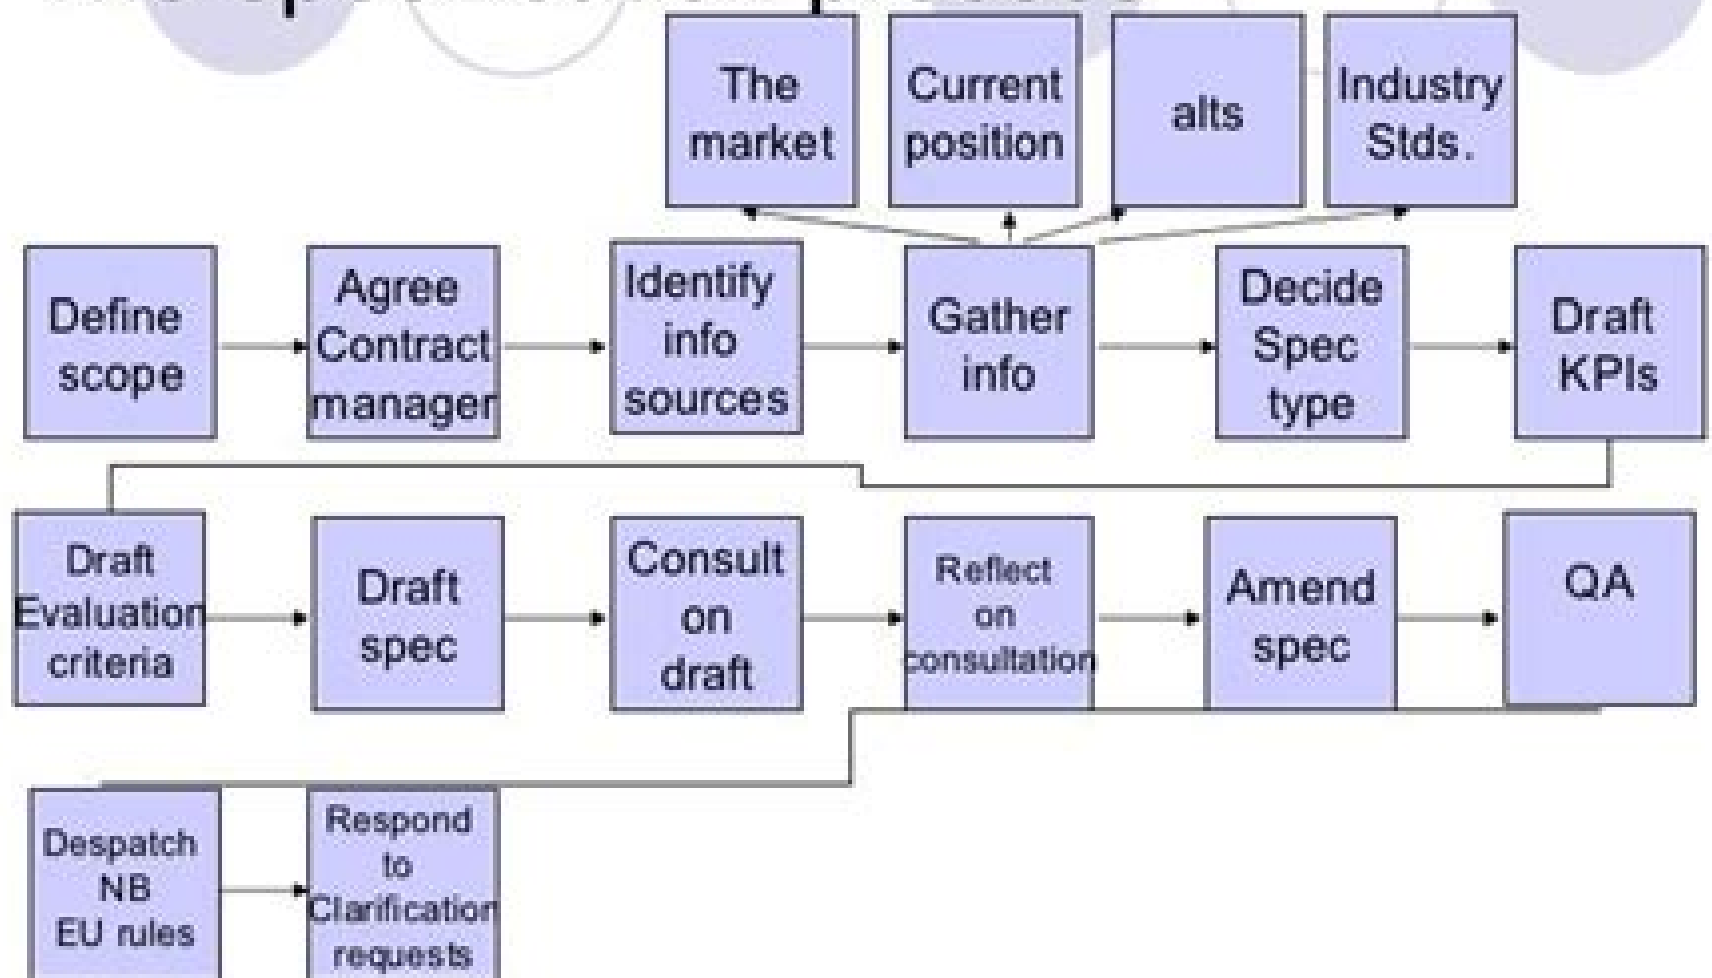 The
market
Current
position
alts
Industry
Stds.
Define
scope
Agree
Contract
manager
Identify
info
sources
Gather
info
Decide
Spec
type
Draft
KPIs
Draft
Evaluation
criteria
Draft
spec
Consult
on
draft
Reflect
on
consultation
Amend
spec
QA
Despatch
NB
EU rules
Respond
to
Clarification
requests